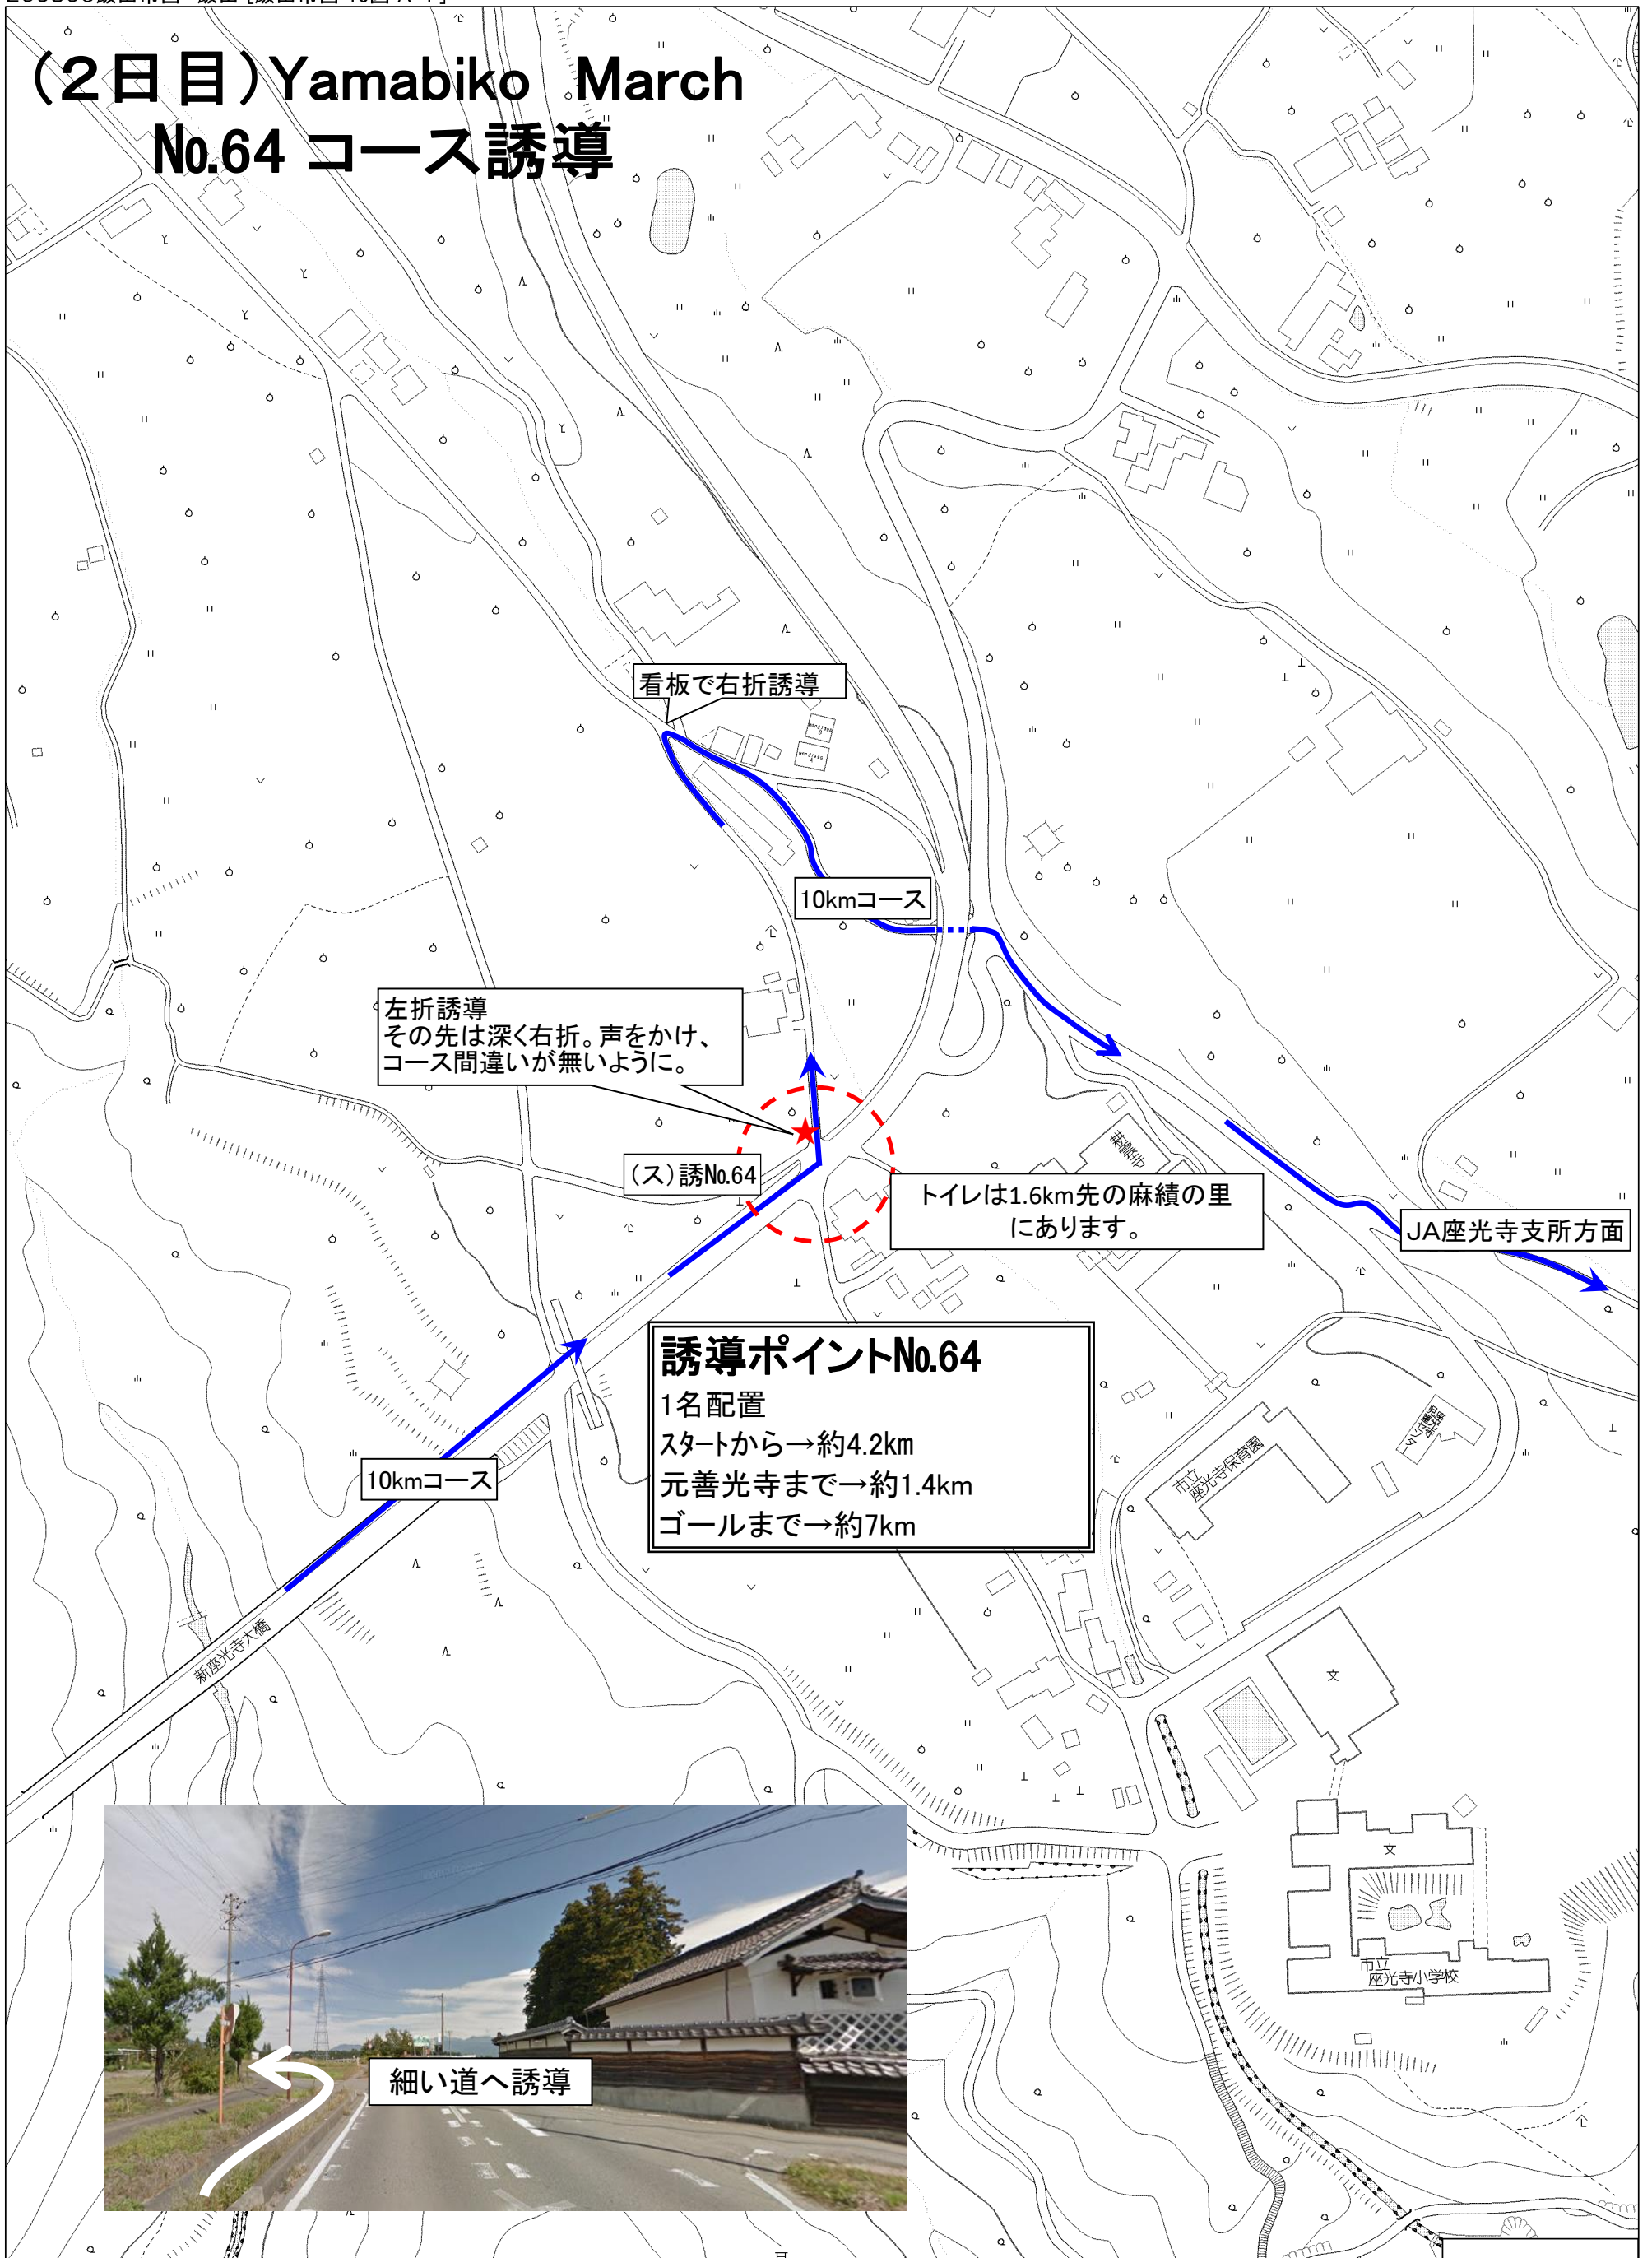 （２日目）Yamabiko　March
№64 コース誘導
看板で右折誘導
10kmコース
左折誘導
その先は深く右折。声をかけ、
コース間違いが無いように。
（ス）誘№64
トイレは1.6km先の麻績の里
にあります。
JA座光寺支所方面
誘導ポイント№64
1名配置
スタートから→約4.2km
元善光寺まで→約1.4km
ゴールまで→約7km
10kmコース
市立
座光寺保育園
新座光寺大橋
文
文
市立
座光寺小学校
細い道へ誘導